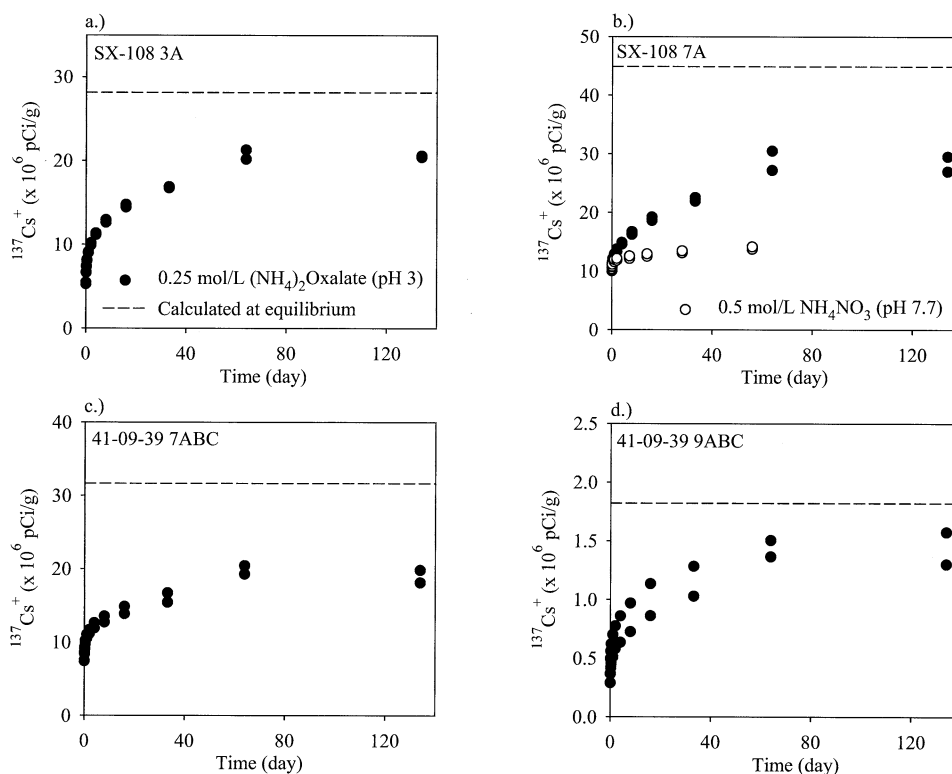 a.)
SX-108 3A
30
20
10
0
¹³⁷Cs⁺ (x 10⁶ pCi/g)
0.25 mol/L (NH₄)₂Oxalate (pH 3)
Calculated at equilibrium
0 40 80 120
Time (day)
b.)
SX-108 7A
50
40
30
20
10
0
¹³⁷Cs⁺ (x 10⁶ pCi/g)
0.5 mol/L NH₄NO₃ (pH 7.7)
0 40 80 120
Time (day)
c.)
41-09-39 7ABC
40
30
20
10
0
¹³⁷Cs⁺ (x 10⁶ pCi/g)
0 40 80 120
Time (day)
d.)
41-09-39 9ABC
2.5
2.0
1.5
1.0
0.5
0.0
¹³⁷Cs⁺ (x 10⁶ pCi/g)
0 40 80 120
Time (day)